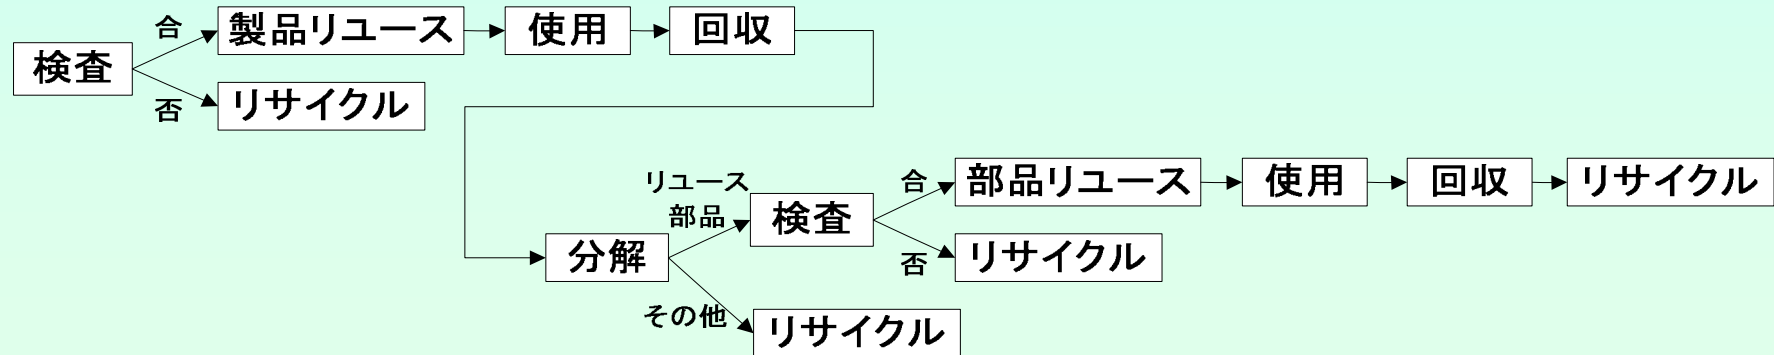 検査
合
製品リユース
使用
回収
否
リサイクル
分解
リユース
部品
検査
合
部品リユース
使用
回収
リサイクル
否
リサイクル
その他
リサイクル